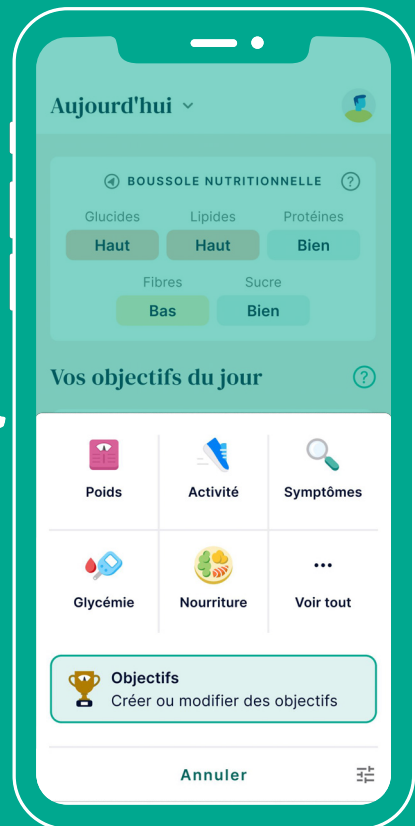 Aujourd'hui
BOUSSOLE NUTRITIONNELLE ?
Glucides Lipides Protéines
Haut Haut Bien
Fibres Sucre
Bas Bien
Vos objectifs du jour ?
Poids Activité Symptômes
Glycémie Nourriture Voir tout
Objectifs
Créer ou modifier des objectifs
Annuler